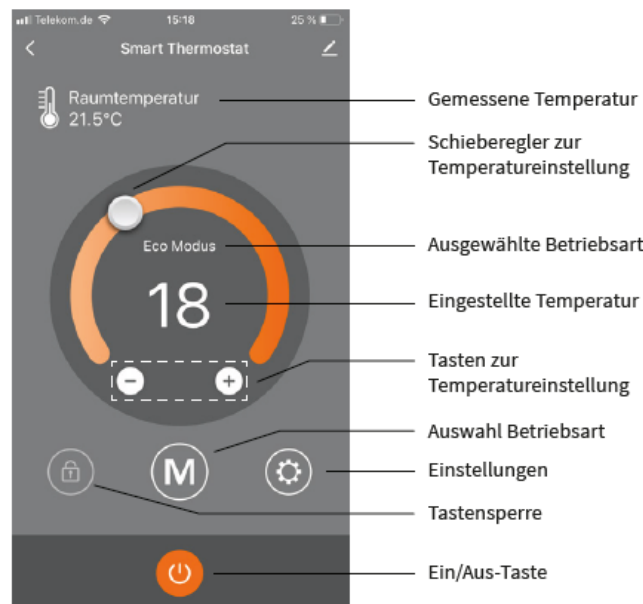 Telekom.de 15:18 25 %
Smart Thermostat
Raumtemperatur
21.5°C
Gemessene Temperatur
Schieberegler zur
Temperatureinstellung
Eco Modus
Ausgewählte Betriebsart
18
Eingestellte Temperatur
- +
Tasten zur
Temperatureinstellung
Auswahl Betriebsart
M
Einstellungen
Tastensperre
Ein/Aus-Taste